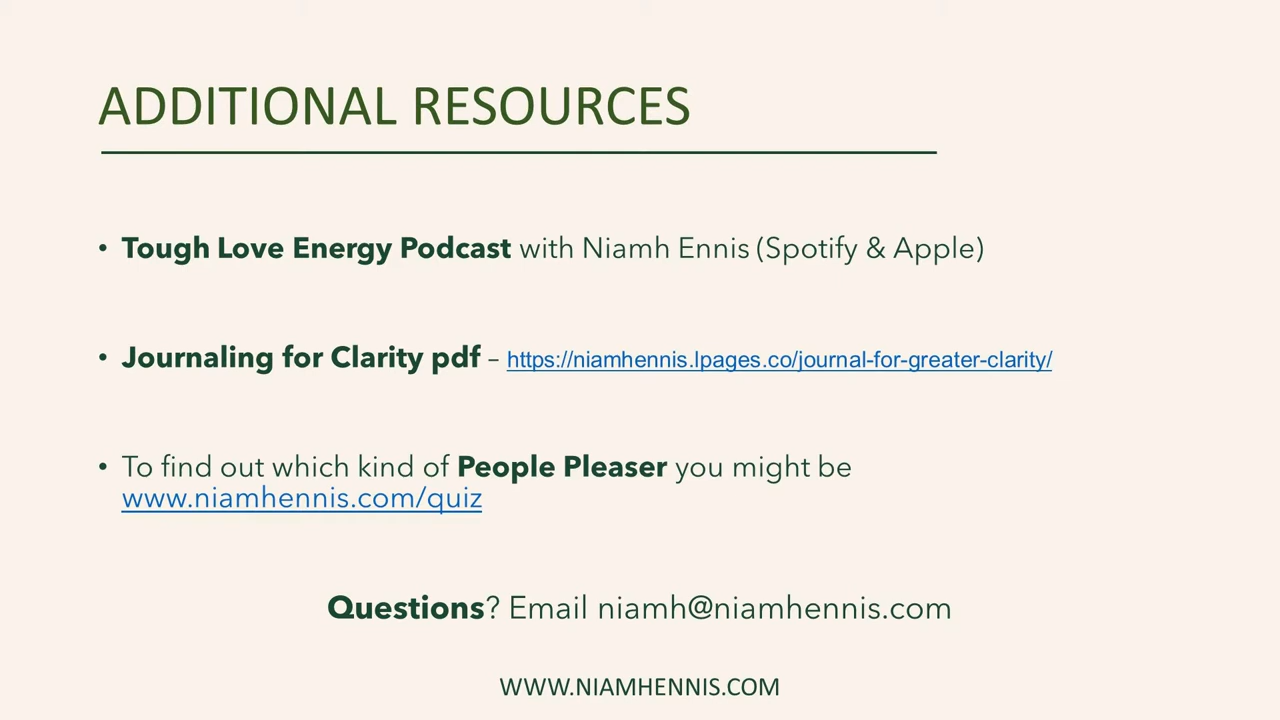 ADDITIONAL RESOURCES
• Tough Love Energy Podcast with Niamh Ennis (Spotify & Apple)
• Journaling for Clarity pdf – https://niamhennis.lpages.co/journal-for-greater-clarity/
• To find out which kind of People Pleaser you might be
www.niamhennis.com/quiz
Questions? Email niamh@niamhennis.com
WWW.NIAMHENNIS.COM